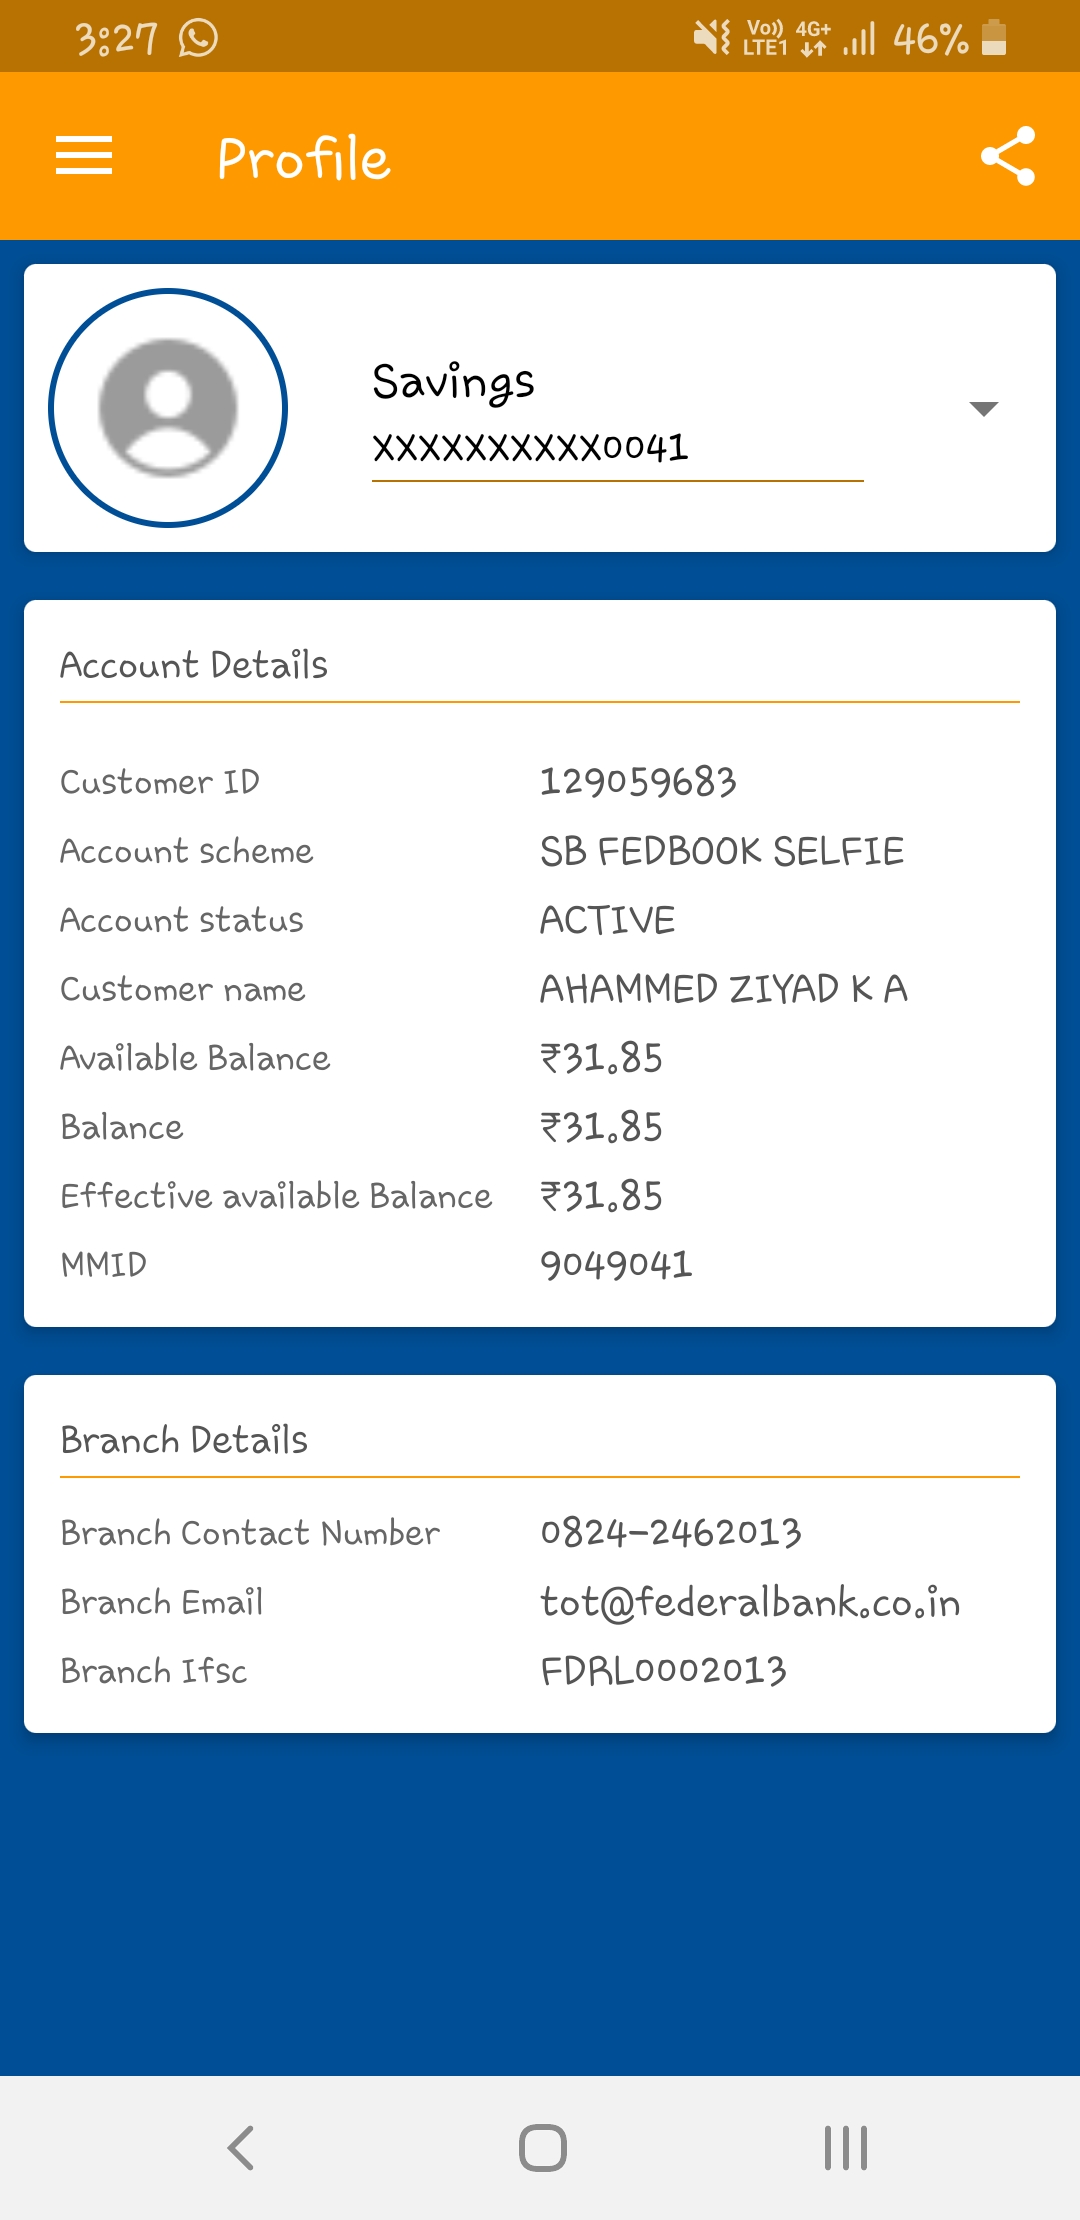 3:27 Vo)) LTE1 4G+ 46%
Profile
Savings
XXXXXXXXXX0041
Account Details
Customer ID 129059683
Account scheme SB FEDBOOK SELFIE
Account status ACTIVE
Customer name AHAMMED ZIYAD K A
Available Balance ₹31.85
Balance ₹31.85
Effective available Balance ₹31.85
MMID 9049041
Branch Details
Branch Contact Number 0824-2462013
Branch Email tot@federalbank.co.in
Branch Ifsc FDRL0002013